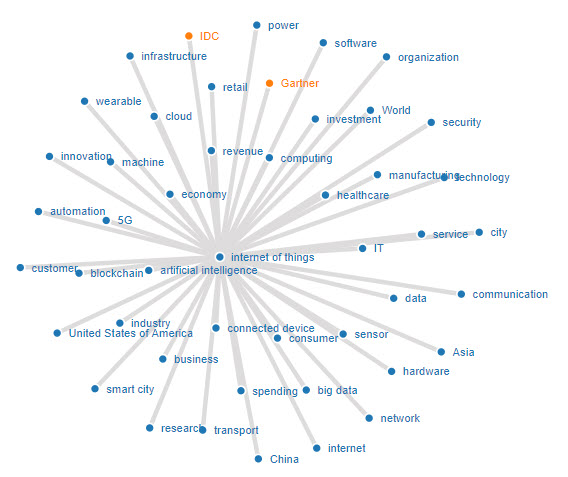 power
IDC
software
infrastructure
organization
Gartner
retail
wearable
World
cloud
investment
security
revenue
innovation
machine
computing
manufacturing
technology
economy
healthcare
automation
5G
service
city
IT
internet of things
customer
blockchain
artificial intelligence
communication
data
industry
connected device
United States of America
consumer
sensor
Asia
business
hardware
smart city
spending
big data
network
research
transport
internet
China